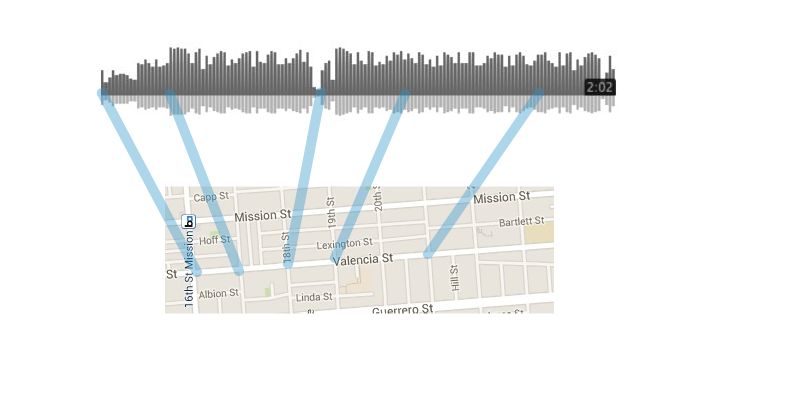 2:02
Capp St
Mission St
Mission St
19th St
20th St
16th St Mission
b
Hoff St
18th St
Lexington St
Bartlett St
St
Valencia St
Albion St
Linda St
Hill St
Guerrero St